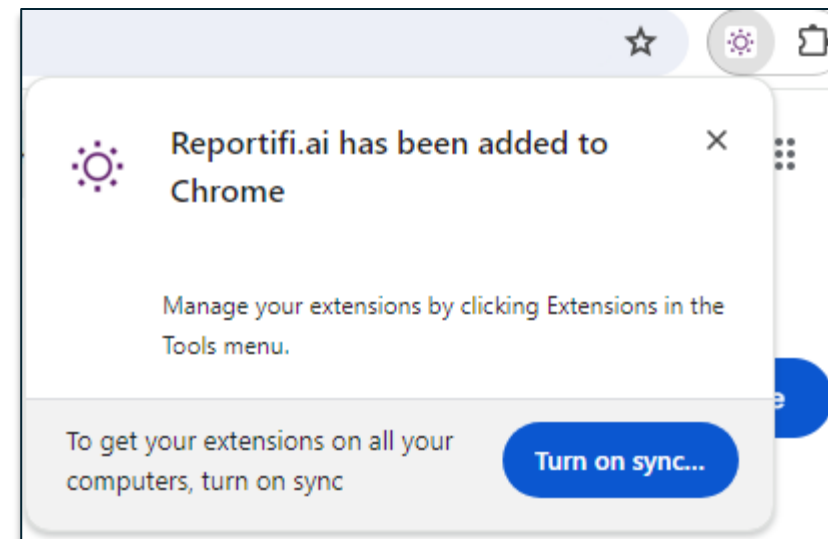 Reportifi.ai has been added to
Chrome
Manage your extensions by clicking Extensions in the
Tools menu.
To get your extensions on all your
computers, turn on sync
Turn on sync...